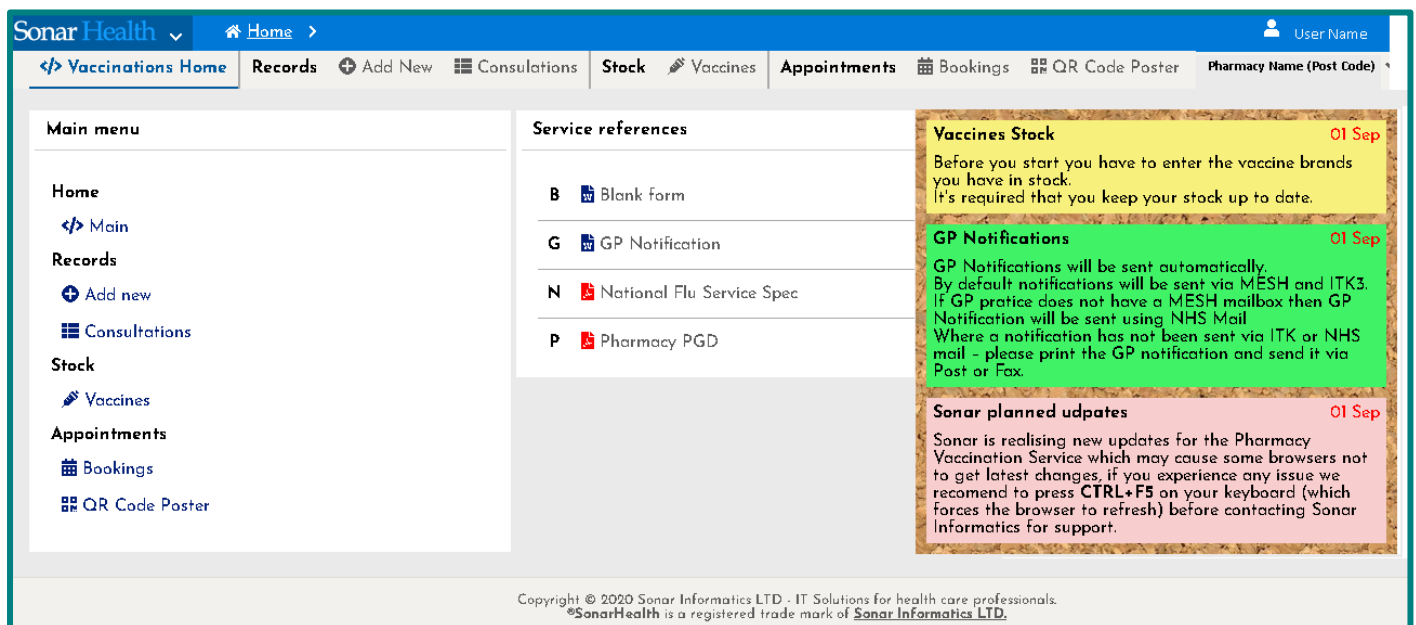 Sonar Health Home > User Name
</> Vaccinations Home Records Add New Consulations Stock Vaccines Appointments Bookings QR Code Poster Pharmacy Name (Post Code)
Main menu
Home
</> Main
Records
Add new
Consultations
Stock
Vaccines
Appointments
Bookings
QR Code Poster
Service references
B Blank form
G GP Notification
N National Flu Service Spec
P Pharmacy PGD
Vaccines Stock 01 Sep
Before you start you have to enter the vaccine brands
you have in stock.
It's required that you keep your stock up to date.
GP Notifications 01 Sep
GP Notifications will be sent automatically.
By default notifications will be sent via MESH and ITK3.
If GP pratice does not have a MESH mailbox then GP
Notification will be sent using NHS Mail
Where a notification has not been sent via ITK or NHS
mail - please print the GP notification and send it via
Post or Fax.
Sonar planned udpates 01 Sep
Sonar is realising new updates for the Pharmacy
Vaccination Service which may cause some browsers not
to get latest changes, if you experience any issue we
recomend to press CTRL+F5 on your keyboard (which
forces the browser to refresh) before contacting Sonar
Informatics for support.
Copyright © 2020 Sonar Informatics LTD - IT Solutions for health care professionals.
®SonarHealth is a registered trade mark of Sonar Informatics LTD.